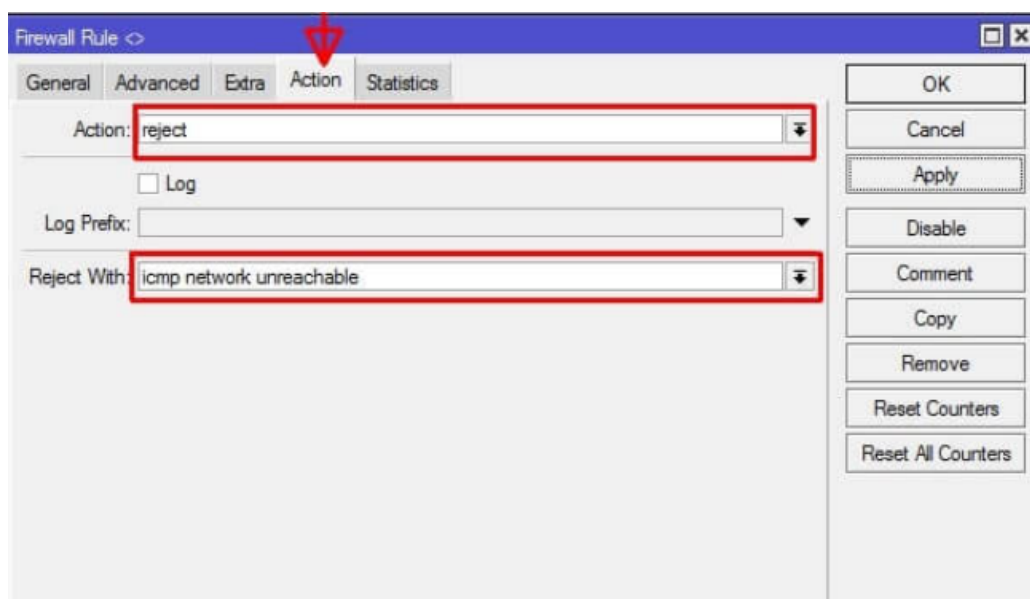 Firewall Rule <>
General Advanced Extra Action Statistics
OK
Action: reject
Cancel
Log
Apply
Log Prefix:
Disable
Reject With: icmp network unreachable
Comment
Copy
Remove
Reset Counters
Reset All Counters